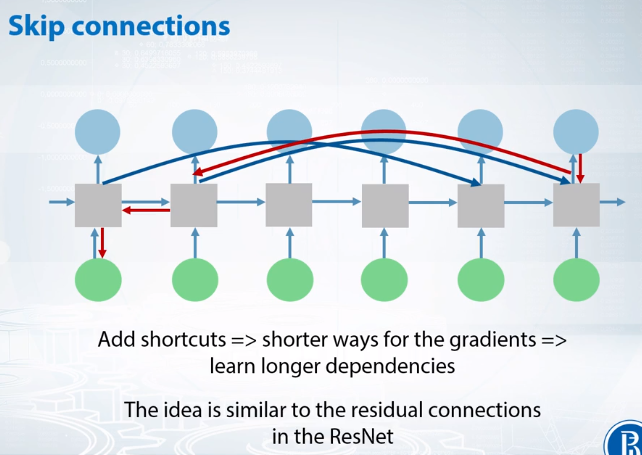 Skip connections
Add shortcuts => shorter ways for the gradients =>
learn longer dependencies
The idea is similar to the residual connections
in the ResNet